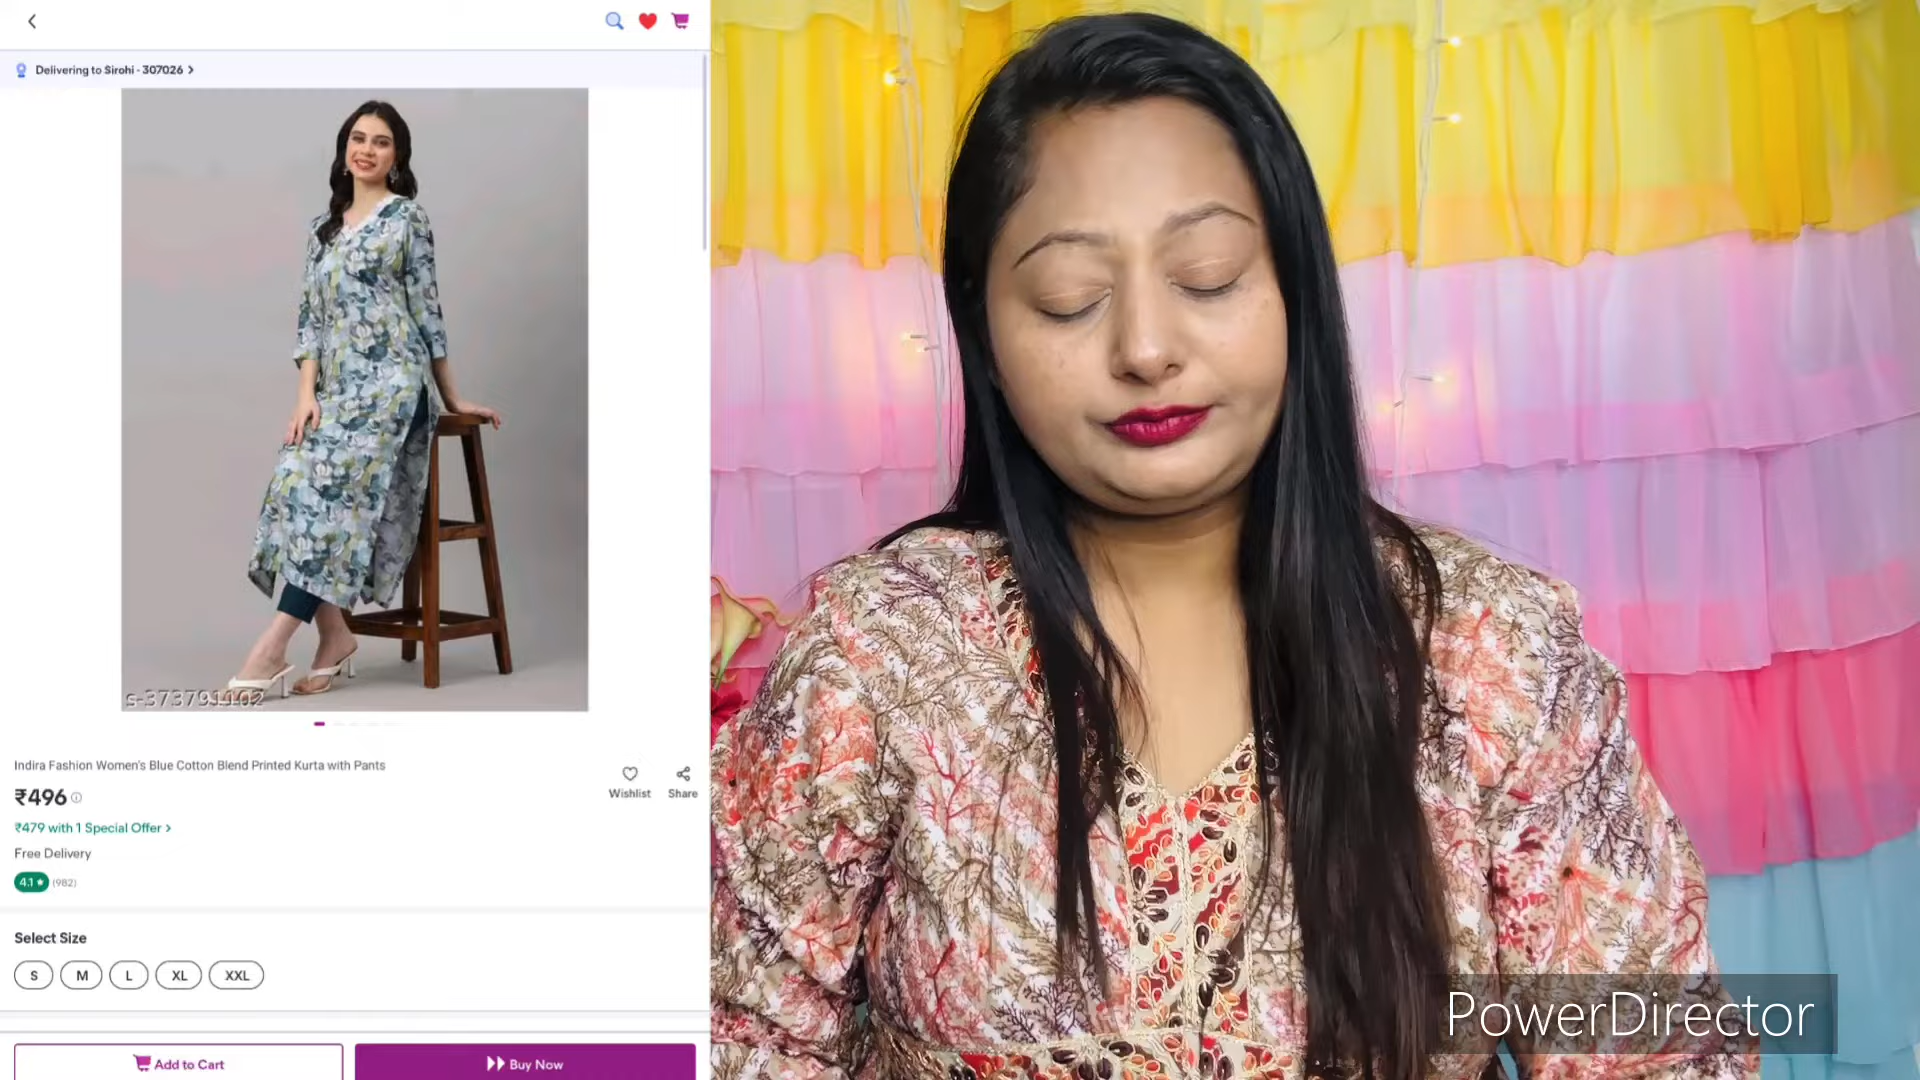 Delivering to Sirohi - 307026
s-373791102
Indira Fashion Women's Blue Cotton Blend Printed Kurta with Pants
₹496
₹479 with 1 Special Offer
Free Delivery
4.1 ★ (982)
Wishlist
Share
Select Size
S M L XL XXL
Add to Cart
Buy Now
PowerDirector